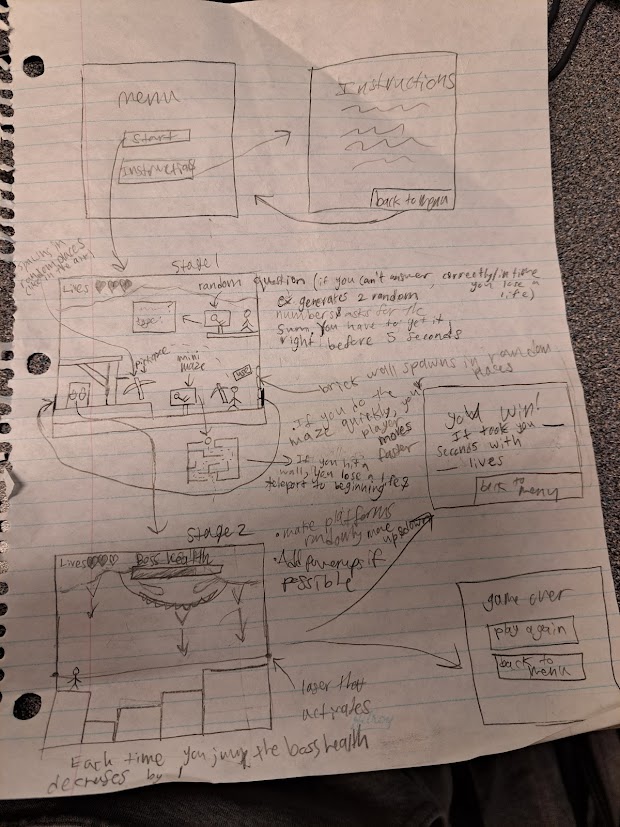 menu
Start
Instructions
Instructions
back to menu
spawns in
random places
Stage 1
Lives
random question (if you can't answer correctly/in time
you lose a
life)
ex generates 2 random
numbers & asks for the
sum, you have to get it
right before 5 seconds
type:
pickaxe
mini
maze
brick wall spawns in random
places
If you do the
maze quickly, your
player
moves
faster
If you hit a
wall, you lose a life &
teleport to beginning
you win!
It took you __
seconds with
__ lives
back to
menu
Stage 2
Lives
Boss health
• make platforms
randomly move
up & down
• Add powerups if
possible
game over
play again
back to
menu
laser that
activates
Each time you jump, the boss health
decreases by 1